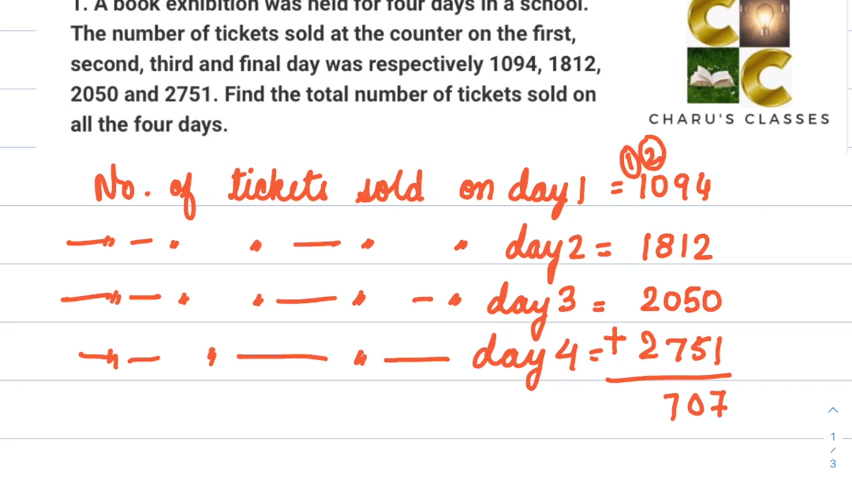 1. A book exhibition was held for four days in a school.
The number of tickets sold at the counter on the first,
second, third and final day was respectively 1094, 1812,
2050 and 2751. Find the total number of tickets sold on
all the four days.
C
C
CHARU'S CLASSES
1 2
No. of tickets sold on day 1 = 1094
—〃— 〃 〃 — 〃 〃 day 2 = 1812
—〃— 〃 〃 — 〃 — 〃 day 3 = 2050
—〃— 〃 — 〃 — day 4 = + 2751
707
1
/
3